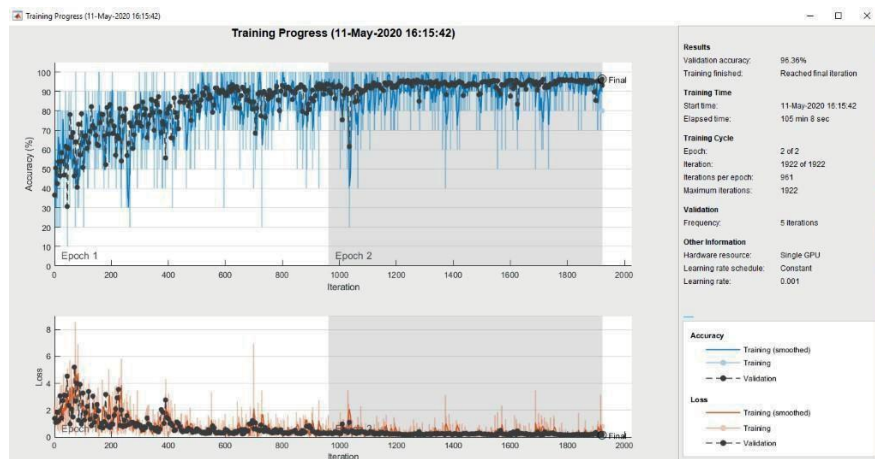 Training Progress (11-May-2020 16:15:42)
Training Progress (11-May-2020 16:15:42)
100
90
80
70
60
50
40
30
20
10
0
Accuracy (%)
Final
Epoch 1
Epoch 2
0 200 400 600 800 1000 1200 1400 1600 1800 2000
Iteration
8
6
4
2
0
Loss
Epoch 1
2
Final
0 200 400 600 800 1000 1200 1400 1600 1800 2000
Iteration
Results
Validation accuracy: 96.36%
Training finished: Reached final iteration
Training Time
Start time: 11-May-2020 16:15:42
Elapsed time: 105 min 8 sec
Training Cycle
Epoch: 2 of 2
Iteration: 1922 of 1922
Iterations per epoch: 961
Maximum iterations: 1922
Validation
Frequency: 5 iterations
Other Information
Hardware resource: Single GPU
Learning rate schedule: Constant
Learning rate: 0.001
Accuracy
Training (smoothed)
Training
Validation
Loss
Training (smoothed)
Training
Validation